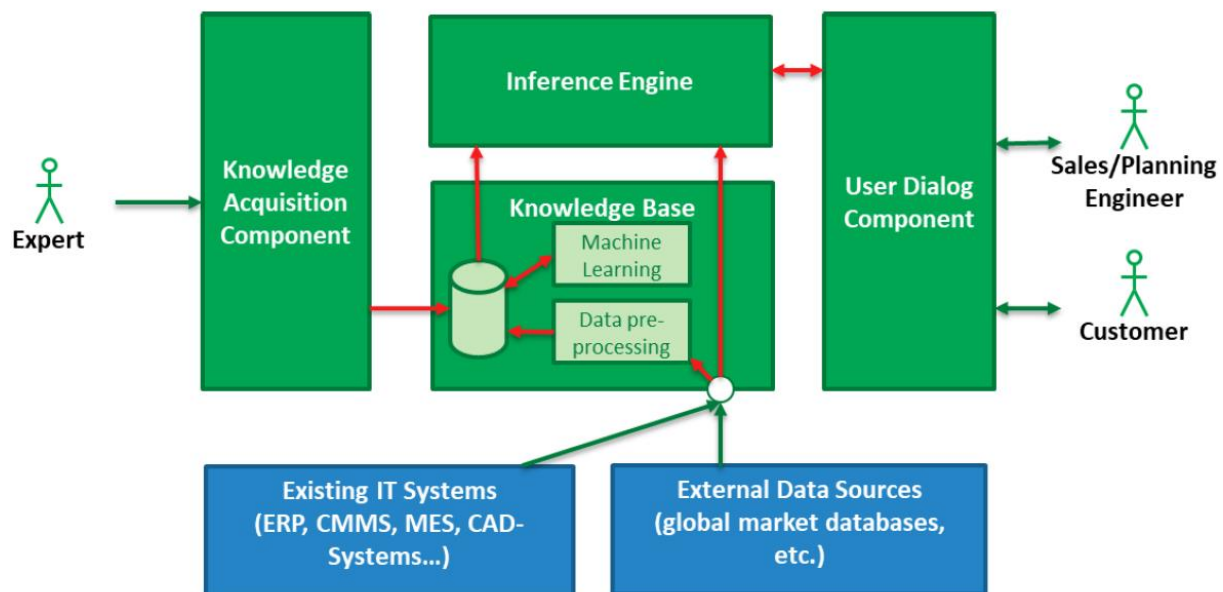 Inference Engine
Knowledge
Acquisition
Component
Expert
Knowledge Base
Machine
Learning
Data pre-
processing
User Dialog
Component
Sales/Planning
Engineer
Customer
Existing IT Systems
(ERP, CMMS, MES, CAD-
Systems…)
External Data Sources
(global market databases,
etc.)